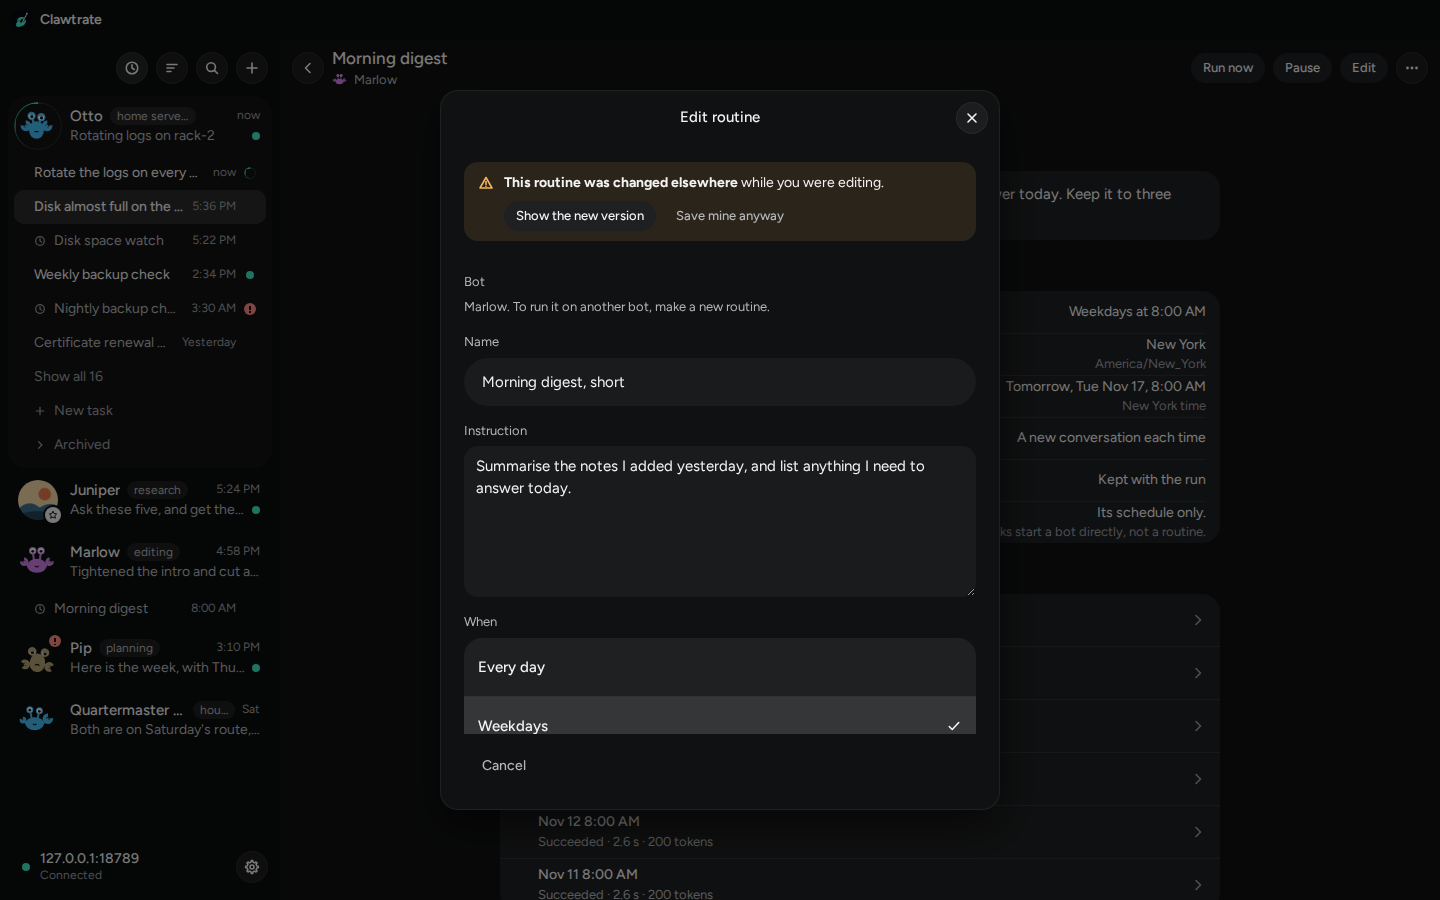 Clawtrate
Morning digest
Marlow
Run now
Pause
Edit
Otto
home serve...
now
Rotating logs on rack-2
Rotate the logs on every ...
now
Disk almost full on the ...
5:36 PM
Disk space watch
5:22 PM
Weekly backup check
2:34 PM
Nightly backup ch...
3:30 AM
Certificate renewal ...
Yesterday
Show all 16
New task
Archived
Juniper
research
5:24 PM
Ask these five, and get the...
Marlow
editing
4:58 PM
Tightened the intro and cut a...
Morning digest
8:00 AM
Pip
planning
3:10 PM
Here is the week, with Thu...
Quartermaster ...
hou...
Sat
Both are on Saturday's route,...
127.0.0.1:18789
Connected
Edit routine
This routine was changed elsewhere while you were editing.
Show the new version
Save mine anyway
Bot
Marlow. To run it on another bot, make a new routine.
Name
Morning digest, short
Instruction
Summarise the notes I added yesterday, and list anything I need to
answer today.
When
Every day
Weekdays
Cancel
er today. Keep it to three
Weekdays at 8:00 AM
New York
America/New_York
Tomorrow, Tue Nov 17, 8:00 AM
New York time
A new conversation each time
Kept with the run
Its schedule only.
ks start a bot directly, not a routine.
Nov 12 8:00 AM
Succeeded · 2.6 s · 200 tokens
Nov 11 8:00 AM
Succeeded · 2.6 s · 200 tokens